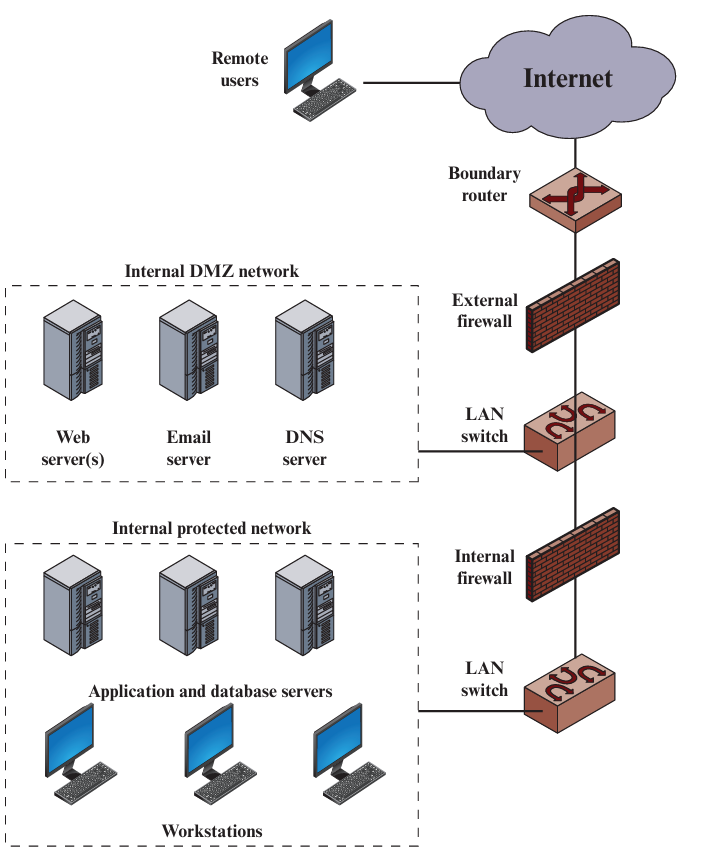 Remote
users
Internet
Boundary
router
Internal DMZ network
External
firewall
Web
server(s)
Email
server
DNS
server
LAN
switch
Internal protected network
Internal
firewall
Application and database servers
LAN
switch
Workstations